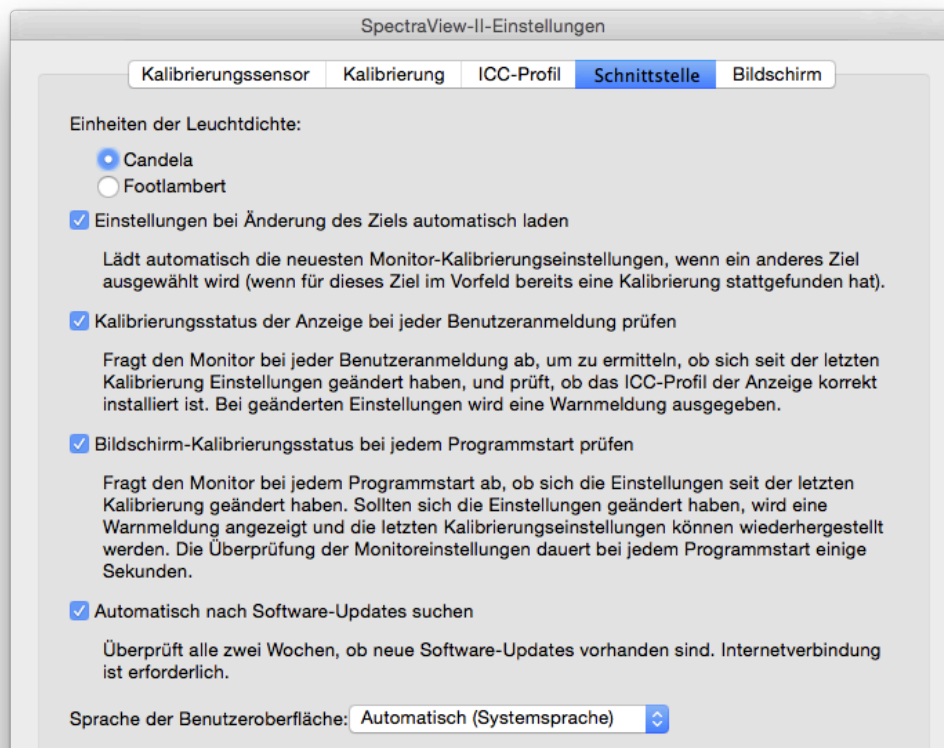 SpectraView-II-Einstellungen
Kalibrierungssensor Kalibrierung ICC-Profil Schnittstelle Bildschirm
Einheiten der Leuchtdichte:
Candela
Footlambert
Einstellungen bei Änderung des Ziels automatisch laden
Lädt automatisch die neuesten Monitor-Kalibrierungseinstellungen, wenn ein anderes Ziel
ausgewählt wird (wenn für dieses Ziel im Vorfeld bereits eine Kalibrierung stattgefunden hat).
Kalibrierungsstatus der Anzeige bei jeder Benutzeranmeldung prüfen
Fragt den Monitor bei jeder Benutzeranmeldung ab, um zu ermitteln, ob sich seit der letzten
Kalibrierung Einstellungen geändert haben, und prüft, ob das ICC-Profil der Anzeige korrekt
installiert ist. Bei geänderten Einstellungen wird eine Warnmeldung ausgegeben.
Bildschirm-Kalibrierungsstatus bei jedem Programmstart prüfen
Fragt den Monitor bei jedem Programmstart ab, ob sich die Einstellungen seit der letzten
Kalibrierung geändert haben. Sollten sich die Einstellungen geändert haben, wird eine
Warnmeldung angezeigt und die letzten Kalibrierungseinstellungen können wiederhergestellt
werden. Die Überprüfung der Monitoreinstellungen dauert bei jedem Programmstart einige
Sekunden.
Automatisch nach Software-Updates suchen
Überprüft alle zwei Wochen, ob neue Software-Updates vorhanden sind. Internetverbindung
ist erforderlich.
Sprache der Benutzeroberfläche: Automatisch (Systemsprache)